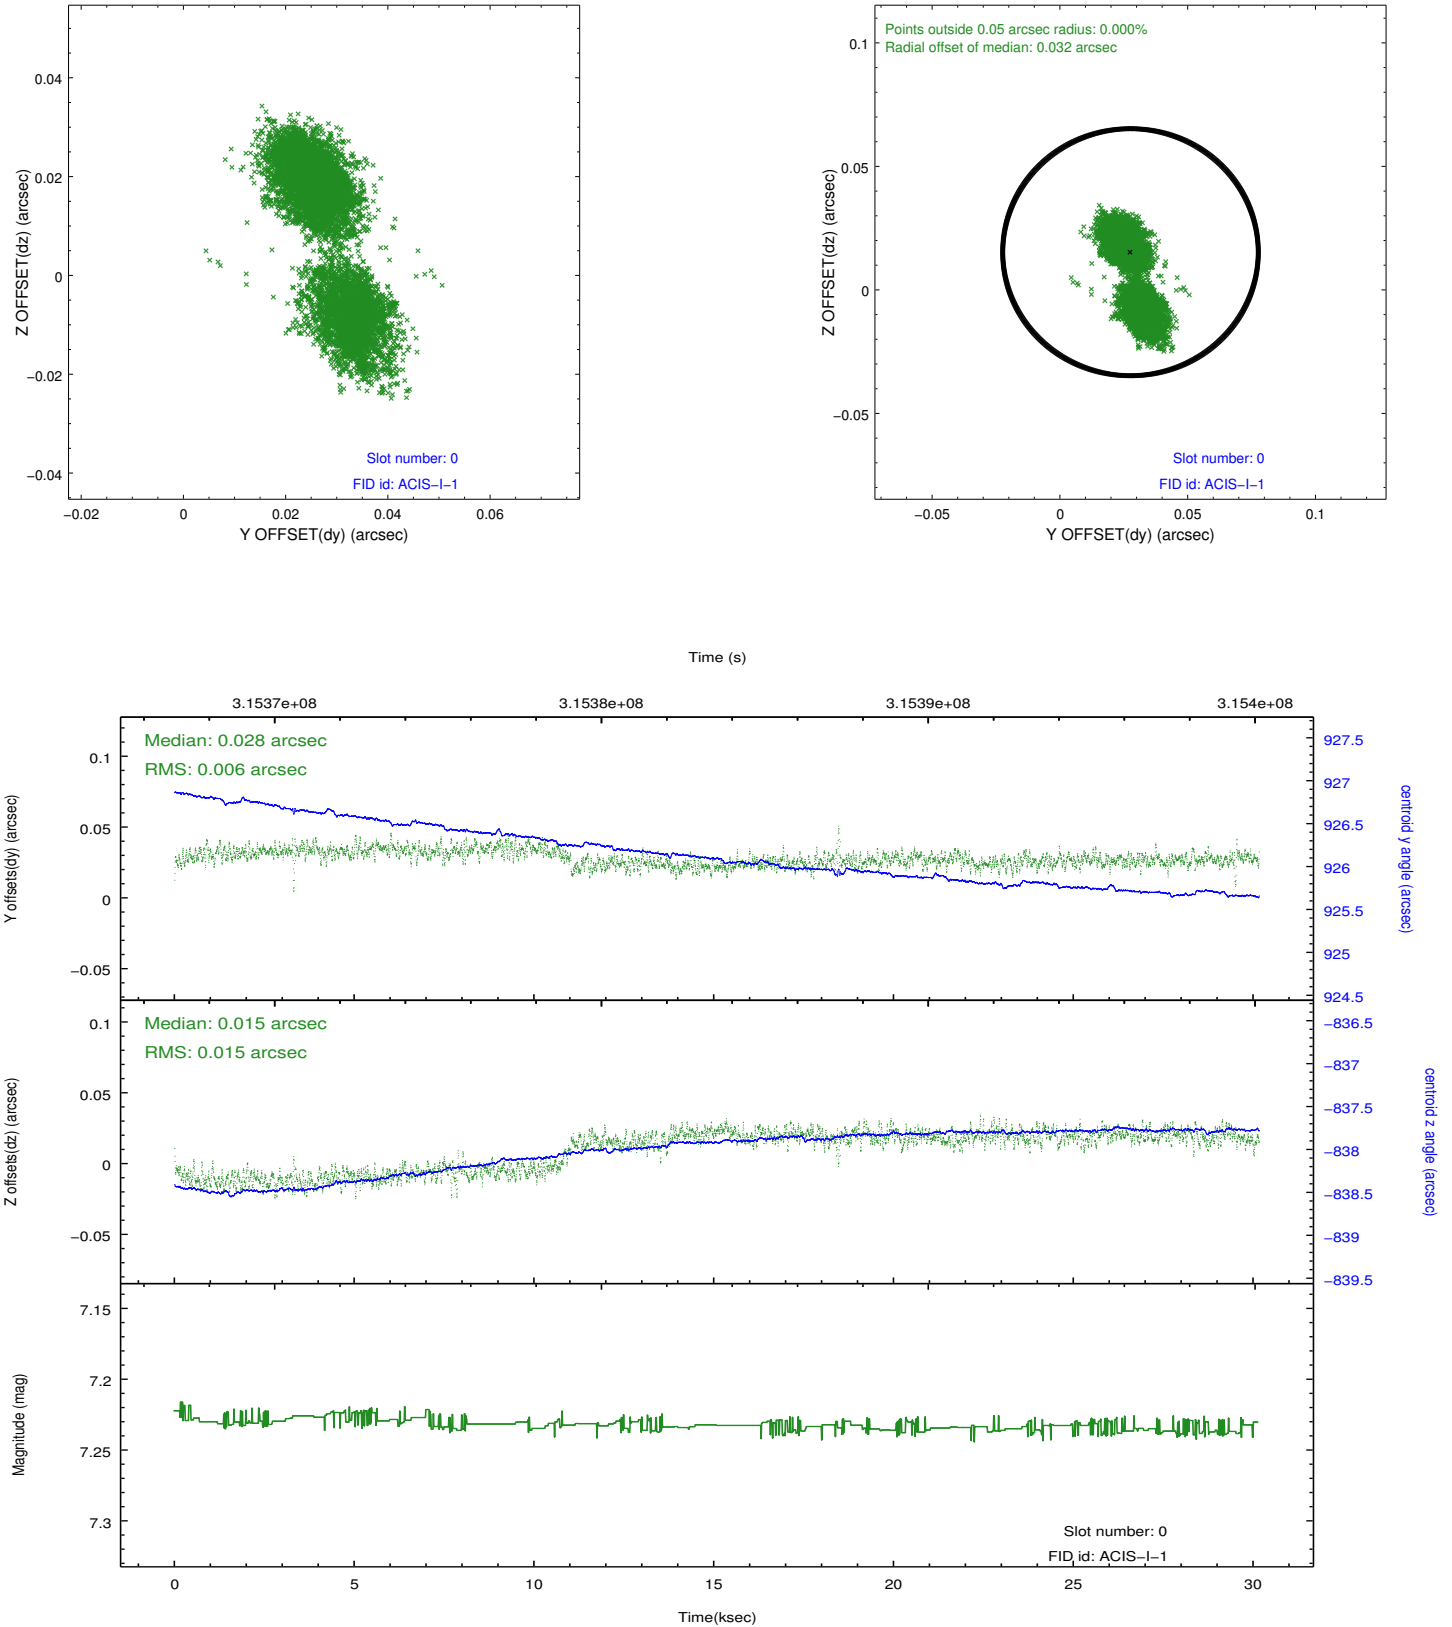 0.04
0.02
0
−0.02
−0.04
Z OFFSET(dz) (arcsec)
Slot number: 0
FID id: ACIS−I−1
−0.02 0 0.02 0.04 0.06
Y OFFSET(dy) (arcsec)
Points outside 0.05 arcsec radius: 0.000%
Radial offset of median: 0.032 arcsec
0.1
0.05
0
−0.05
Z OFFSET(dz) (arcsec)
Slot number: 0
FID id: ACIS−I−1
−0.05 0 0.05 0.1
Y OFFSET(dy) (arcsec)
Time (s)
3.1537e+08 3.1538e+08 3.1539e+08 3.154e+08
Median: 0.028 arcsec
RMS: 0.006 arcsec
0.1
0.05
0
−0.05
Y offsets(dy) (arcsec)
927.5
927
926.5
926
925.5
925
924.5
centroid y angle (arcsec)
Median: 0.015 arcsec
RMS: 0.015 arcsec
0.1
0.05
0
−0.05
Z offsets(dz) (arcsec)
−836.5
−837
−837.5
−838
−838.5
−839
−839.5
centroid z angle (arcsec)
7.15
7.2
7.25
7.3
Magnitude (mag)
Slot number: 0
FID id: ACIS−I−1
0 5 10 15 20 25 30
Time(ksec)